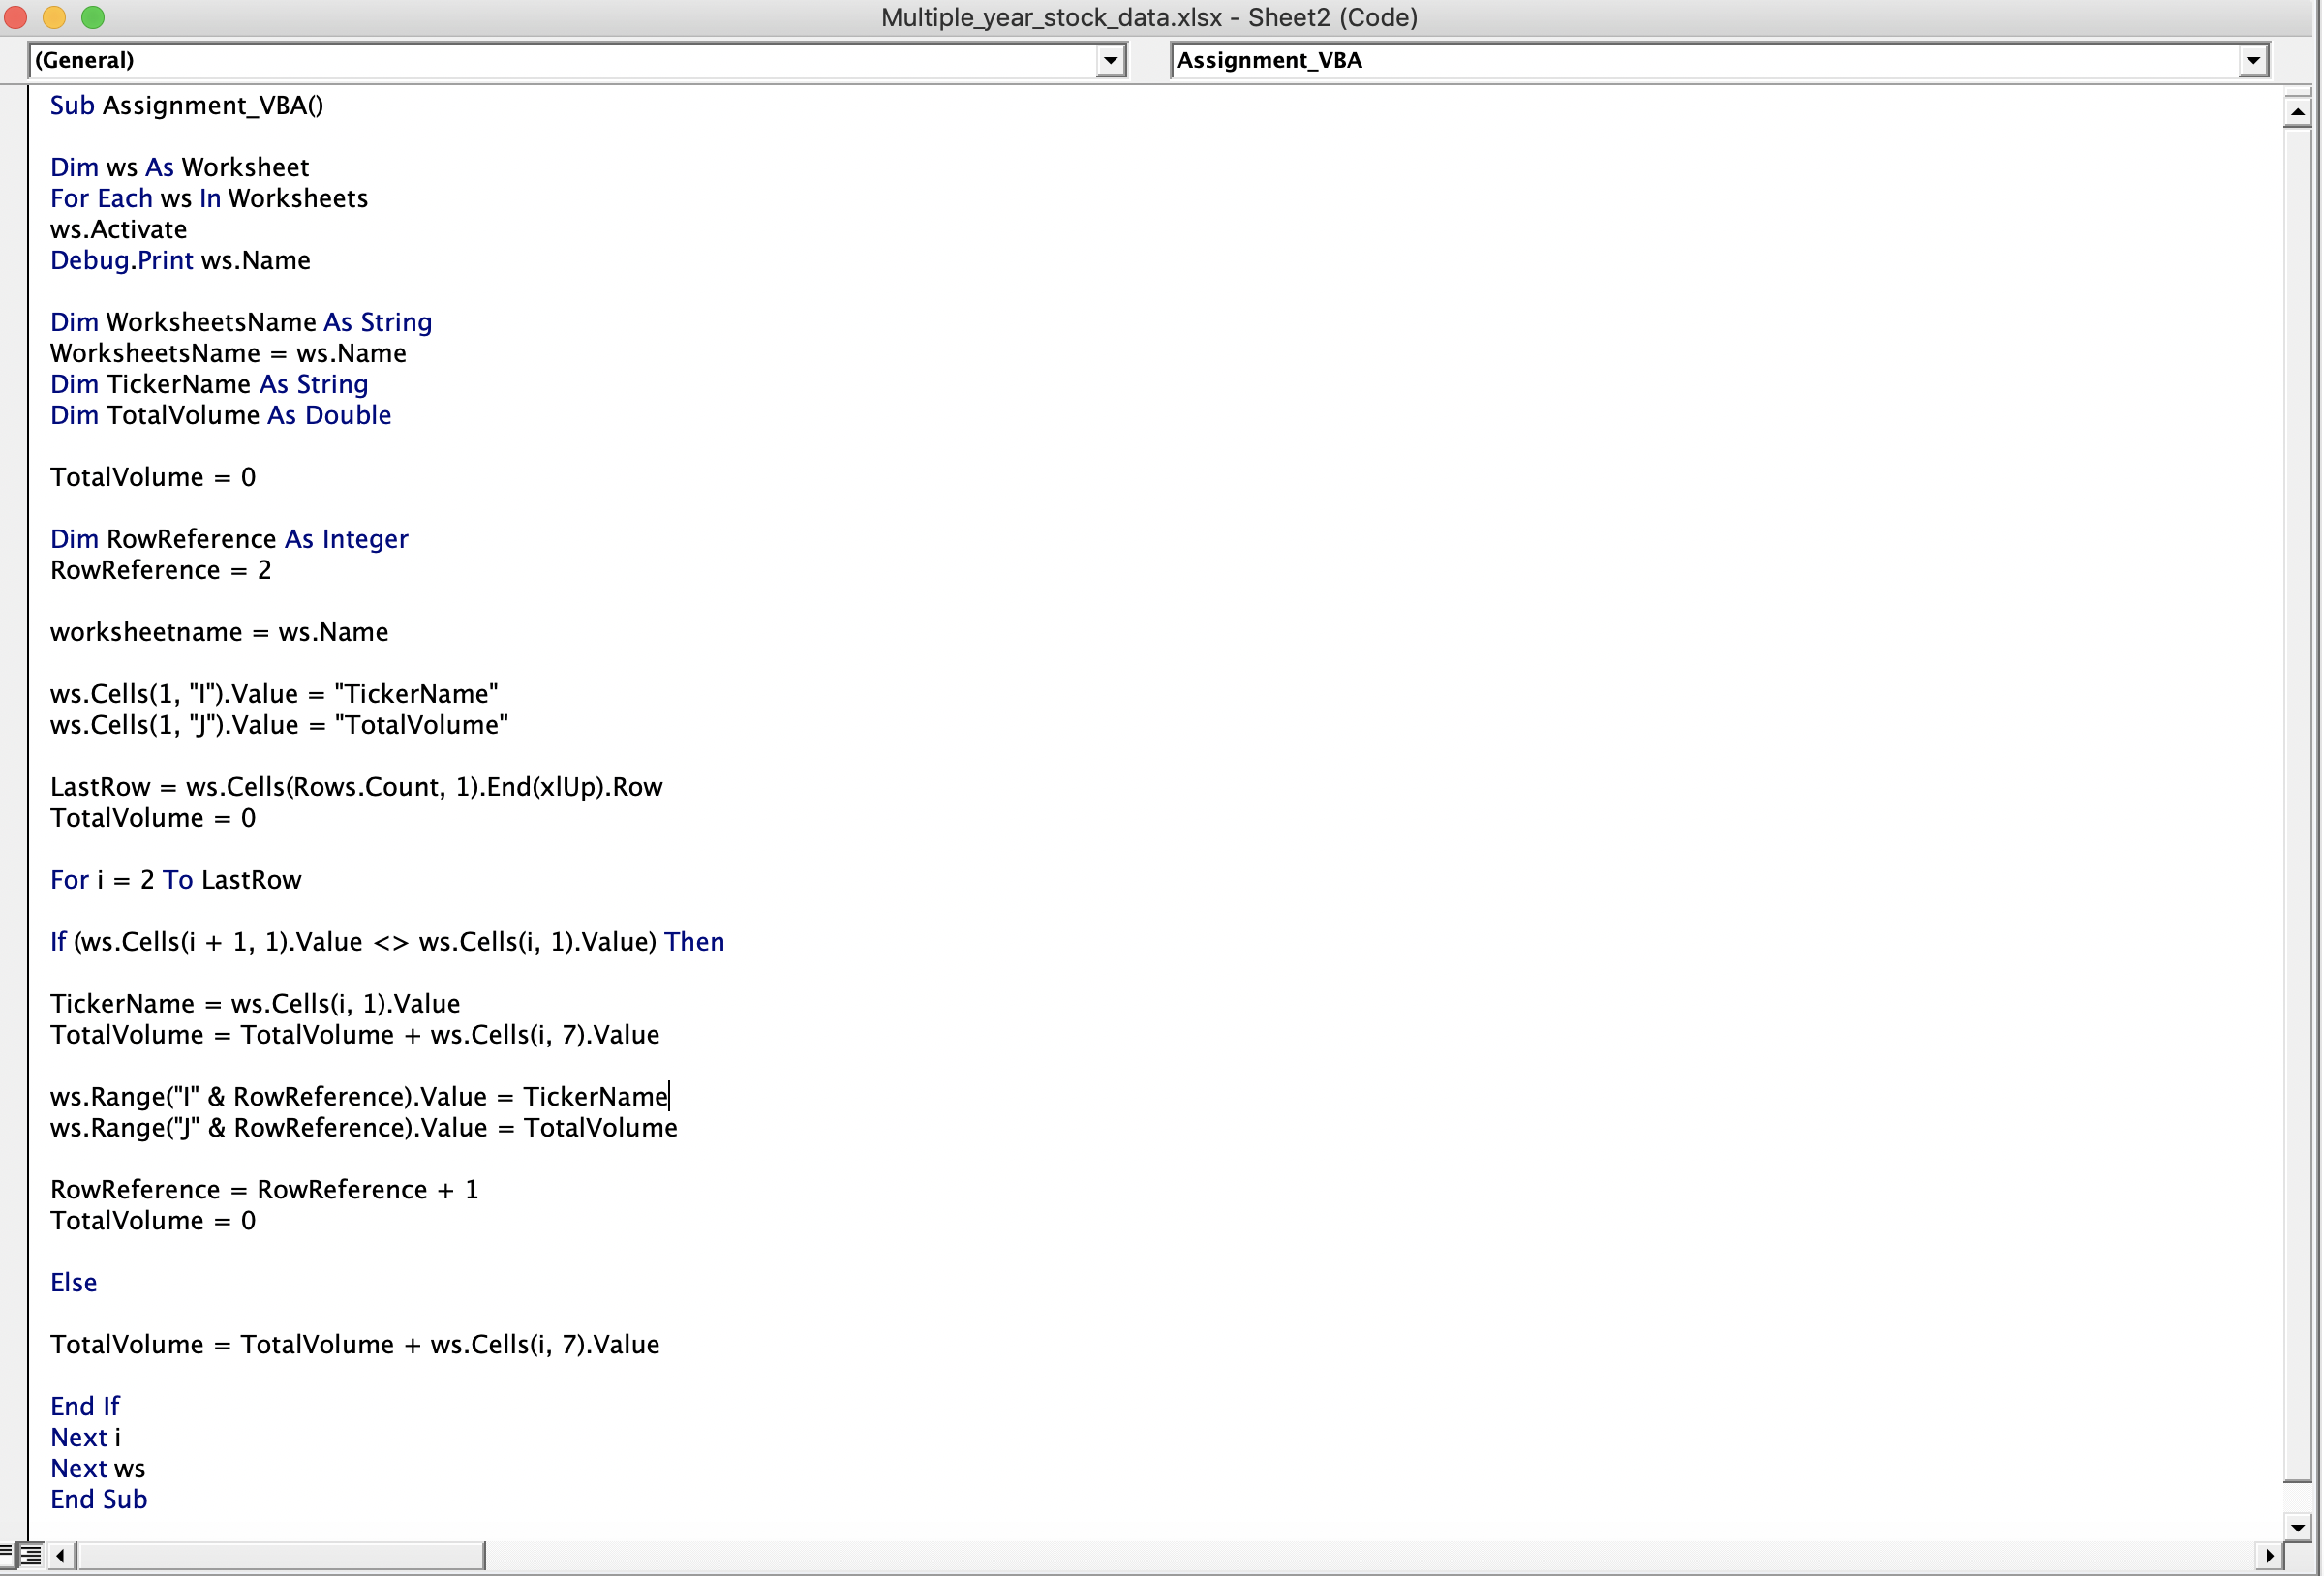 Multiple_year_stock_data.xlsx - Sheet2 (Code)
(General)
Assignment_VBA
Sub Assignment_VBA()
Dim ws As Worksheet
For Each ws In Worksheets
ws.Activate
Debug.Print ws.Name
Dim WorksheetsName As String
WorksheetsName = ws.Name
Dim TickerName As String
Dim TotalVolume As Double
TotalVolume = 0
Dim RowReference As Integer
RowReference = 2
worksheetname = ws.Name
ws.Cells(1, "I").Value = "TickerName"
ws.Cells(1, "J").Value = "TotalVolume"
LastRow = ws.Cells(Rows.Count, 1).End(xlUp).Row
TotalVolume = 0
For i = 2 To LastRow
If (ws.Cells(i + 1, 1).Value <> ws.Cells(i, 1).Value) Then
TickerName = ws.Cells(i, 1).Value
TotalVolume = TotalVolume + ws.Cells(i, 7).Value
ws.Range("I" & RowReference).Value = TickerName
ws.Range("J" & RowReference).Value = TotalVolume
RowReference = RowReference + 1
TotalVolume = 0
Else
TotalVolume = TotalVolume + ws.Cells(i, 7).Value
End If
Next i
Next ws
End Sub